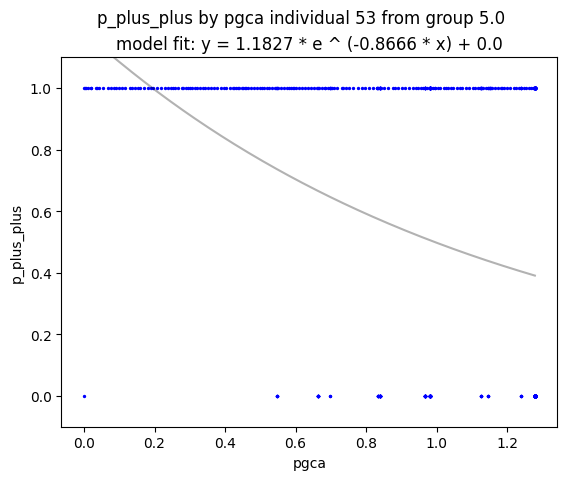 p_plus_plus by pgca individual 53 from group 5.0
model fit: y = 1.1827 * e ^ (-0.8666 * x) + 0.0
1.0
0.8
0.6
0.4
0.2
0.0
p_plus_plus
0.0 0.2 0.4 0.6 0.8 1.0 1.2
pgca